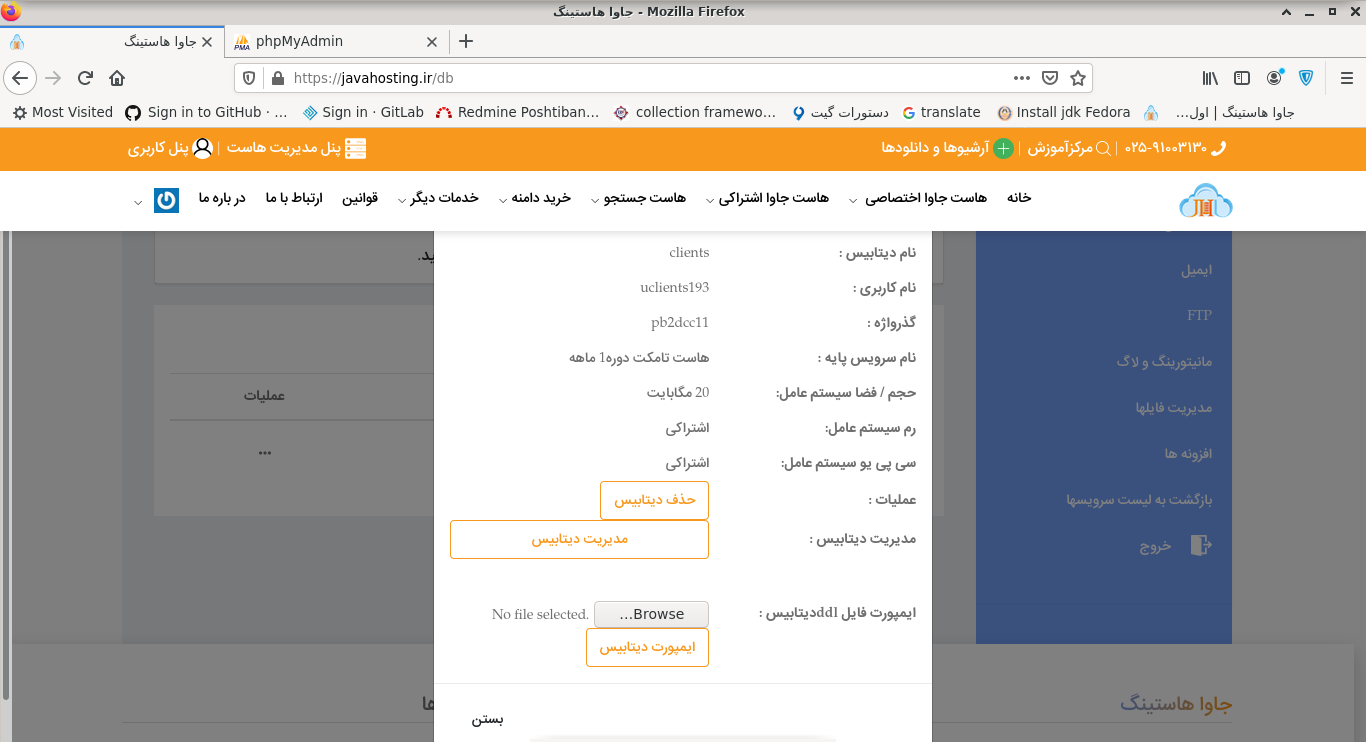 جاوا هاستینگ - Mozilla Firefox
جاوا هاستینگ
phpMyAdmin
https://javahosting.ir/db
Most Visited
Sign in to GitHub · ...
Sign in · GitLab
Redmine Poshtiban...
collection framewo...
دستورات گیت
translate
Install jdk Fedora
جاوا هاستینگ | اول...
۰۲۵-۹۱۰۰۳۱۳۰ | مرکزآموزش | آرشیوها و دانلودها
پنل مدیریت هاست | پنل کاربری
خانه هاست جاوا اختصاصی هاست جاوا اشتراکی هاست جستجو خرید دامنه خدمات دیگر قوانین ارتباط با ما در باره ما
نام دیتابیس : clients
نام کاربری : uclients193
گذرواژه : pb2dcc11
نام سرویس پایه : هاست تامکت دوره1 ماهه
حجم / فضا سیستم عامل: 20 مگابایت
رم سیستم عامل: اشتراکی
سی پی یو سیستم عامل: اشتراکی
عملیات : حذف دیتابیس
مدیریت دیتابیس : مدیریت دیتابیس
ایمپورت فایل ddlدیتابیس : Browse... No file selected.
ایمپورت دیتابیس
بستن
ایمیل
FTP
مانیتورینگ و لاگ
مدیریت فایلها
افزونه ها
بازگشت به لیست سرویسها
خروج
عملیات
...
جاوا هاستینگ